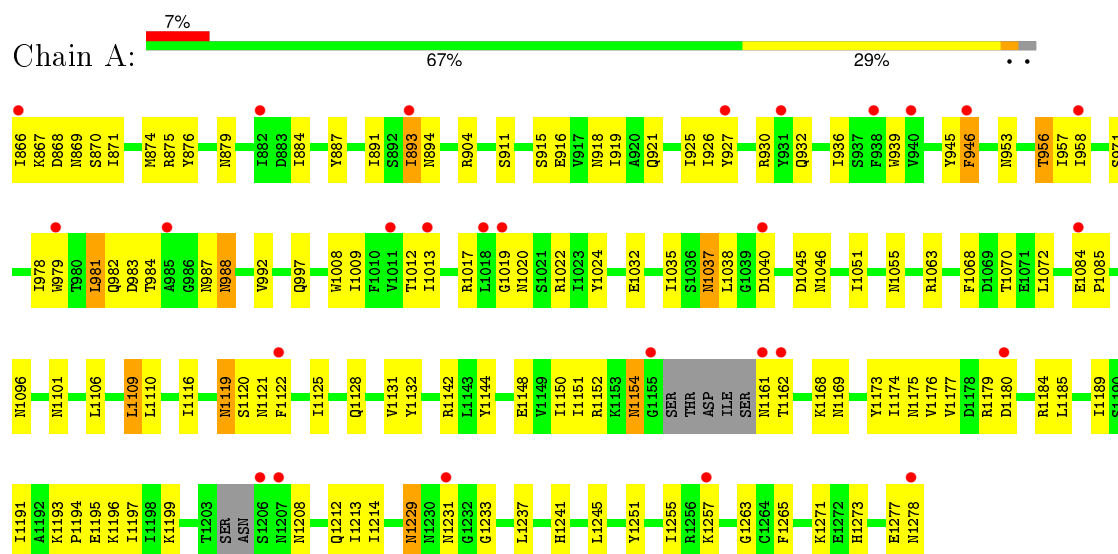 7%
Chain A:
67% 29% • •
I866 K867 D868 N869 S870 I871 M874 R875 Y876 N879 I882 D883 I884 Y887 I891 S892 I893 N894 R904 S911 S915 E916 V917 N918 I919 A920 Q921 I925 I926 Y927 R930 Y931 Q932 I936 S937 F938 W939 V940 Y945 F946 N953 T956 I957 I958 S971
I978 W979 T980 L981 Q982 D983 T984 A985 G986 N987 N988 V992 Q997 W1008 I1009 F1010 V1011 T1012 I1013 R1017 L1018 G1019 N1020 S1021 R1022 I1023 Y1024 E1032 I1035 S1036 N1037 L1038 G1039 D1040 D1045 N1046 I1051 N1055 R1063 F1068 D1069 T1070 E1071 L1072 E1084 P1085
N1096 N1101 L1106 L1109 L1110 I1116 N1119 S1120 N1121 F1122 I1125 Q1128 V1131 Y1132 R1142 L1143 Y1144 E1148 V1149 I1150 I1151 R1152 K1153 N1154 G1155 SER THR ASP ILE SER N1161 T1162 K1168 N1169 Y1173 I1174 N1175 V1176 V1177 D1178 R1179 D1180 R1184 L1185 I1189 S1190
I1191 A1192 K1193 P1194 E1195 K1196 I1197 I1198 K1199 T1203 SER ASN S1206 N1207 N1208 Q1212 I1213 I1214 N1229 N1230 N1231 G1232 G1233 L1237 H1241 L1245 Y1251 I1255 R1256 K1257 G1263 C1264 F1265 K1271 E1272 H1273 E1277 N1278